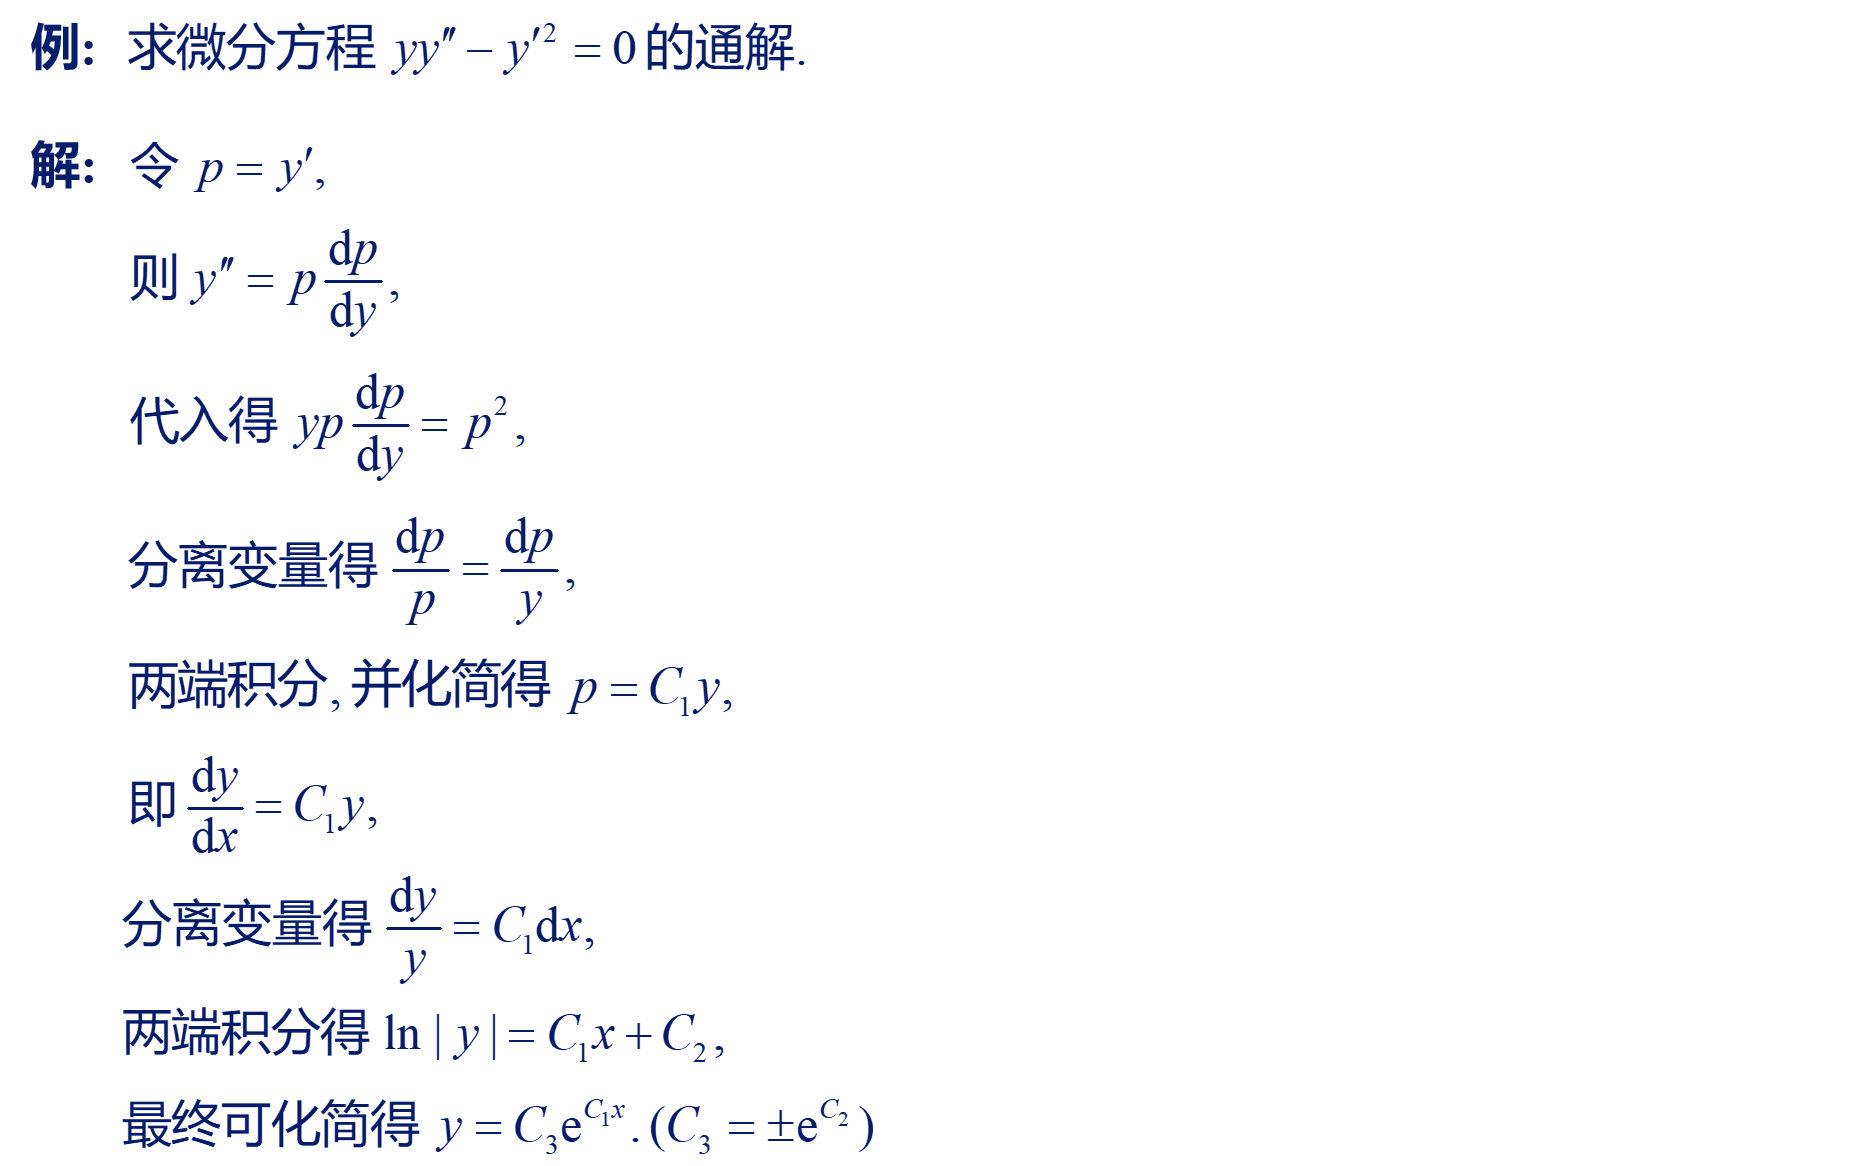 例: 求微分方程 yy″ − y′² = 0 的通解.
解: 令 p = y′,
则 y″ = p dp/dy,
代入得 yp dp/dy = p²,
分离变量得 dp/p = dp/y,
两端积分, 并化简得 p = C₁y,
即 dy/dx = C₁y,
分离变量得 dy/y = C₁dx,
两端积分得 ln | y | = C₁x + C₂,
最终可化简得 y = C₃e^{C₁x}. (C₃ = ±e^{C₂})